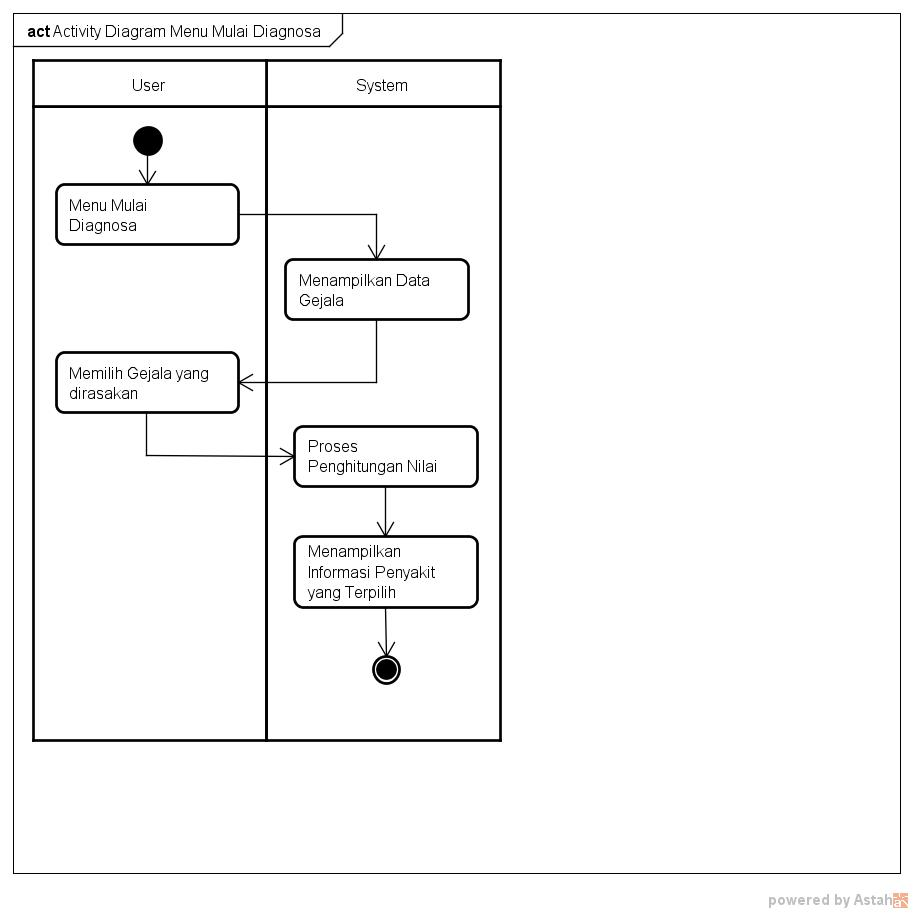 act Activity Diagram Menu Mulai Diagnosa
User
System
Menu Mulai
Diagnosa
Menampilkan Data
Gejala
Memilih Gejala yang
dirasakan
Proses
Penghitungan Nilai
Menampilkan
Informasi Penyakit
yang Terpilih
powered by Astah